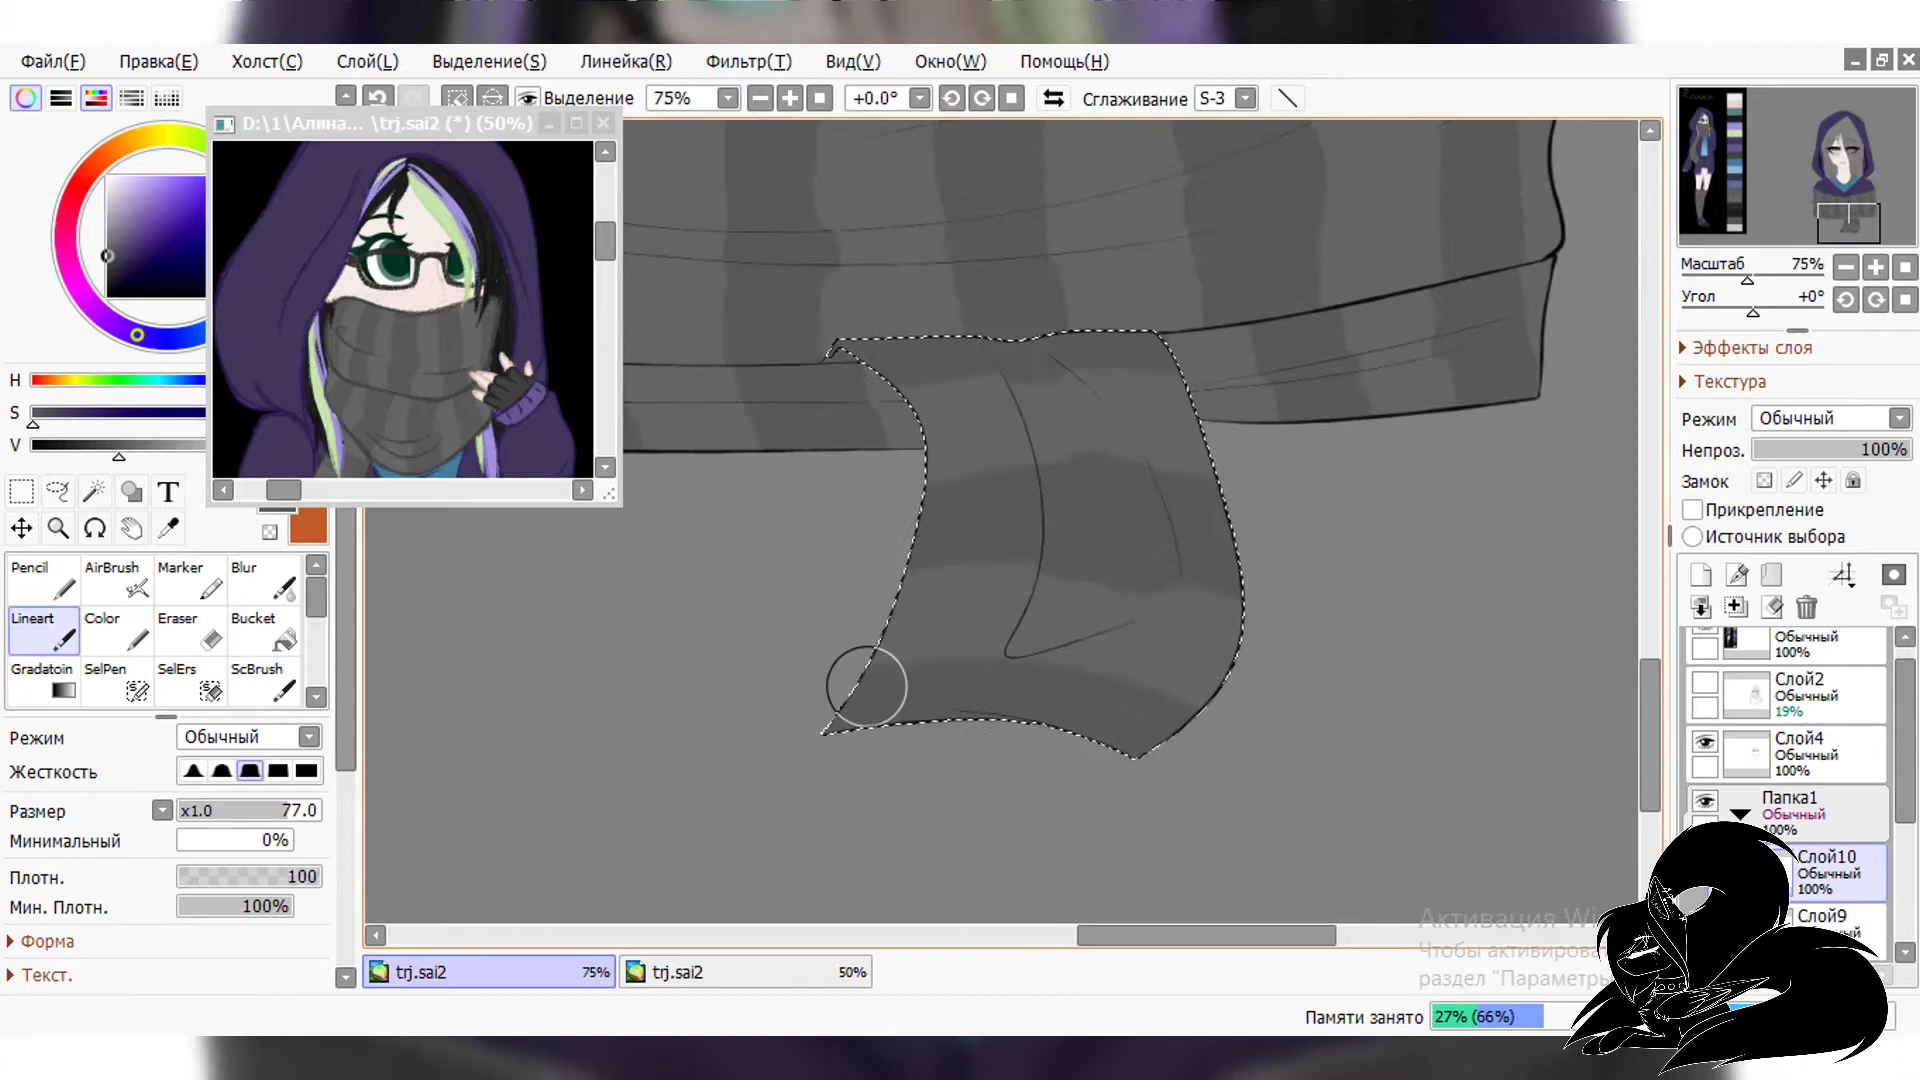 Файл(F) Правка(E) Холст(C) Слой(L) Выделение(S) Линейка(R) Фильтр(T) Вид(V) Окно(W) Помощь(H)
Выделение 75% +0.0° Сглаживание S-3
D:\1\Алина... \trj.sai2 (*) (50%)
H
S
V
T
Pencil AirBrush Marker Blur
Lineart Color Eraser Bucket
Gradatoin SelPen SelErs ScBrush
Режим Обычный
Жесткость
Размер x1.0 77.0
Минимальный 0%
Плотн. 100
Мин. Плотн. 100%
Форма
Текст.
trj.sai2 75% trj.sai2 50%
Масштаб 75%
Угол +0°
Эффекты слоя
Текстура
Режим Обычный
Непроз. 100%
Замок
Прикрепление
Источник выбора
Обычный
100%
Слой2
Обычный
19%
Слой4
Обычный
100%
Папка1
Обычный
100%
Слой10
Обычный
100%
Слой9
Активация Wi
Чтобы активирова
раздел "Параметры
Памяти занято 27% (66%)